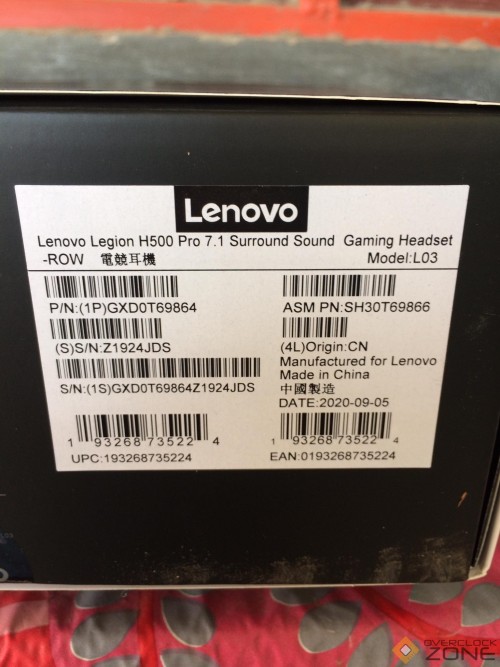 Lenovo
Lenovo Legion H500 Pro 7.1 Surround Sound Gaming Headset
-ROW 電競耳機 Model:L03
P/N:(1P)GXD0T69864
ASM PN:SH30T69866
(S)S/N:Z1924JDS
(4L)Origin:CN
Manufactured for Lenovo
Made in China
中國製造
S/N:(1S)GXD0T69864Z1924JDS
DATE:2020-09-05
1 93268 73522 4
UPC:193268735224
1 93268 73522 4
EAN:0193268735224
OVERCLOCK
ZONE